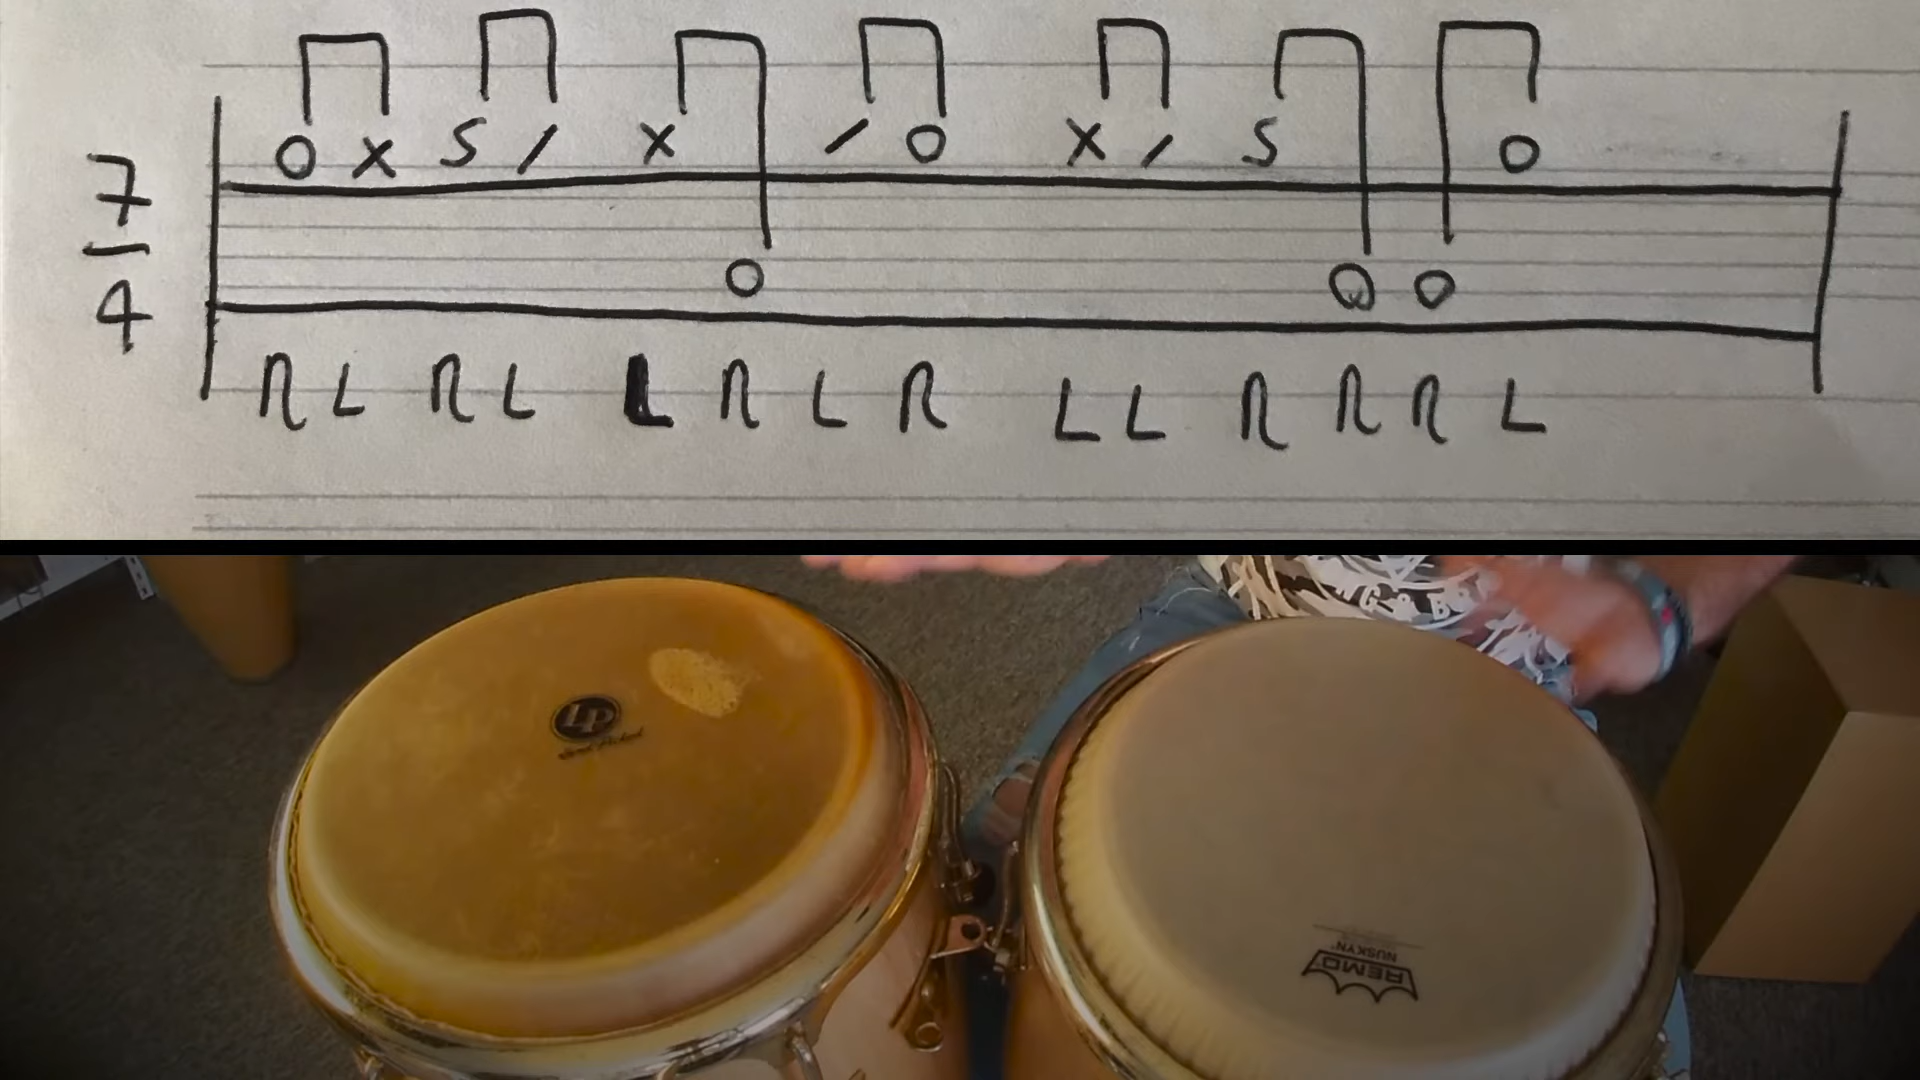 7/4
O X S / X / O X / S O
O O O
R L R L L R L R L L R R R L
LP
REMO
NUSKYN